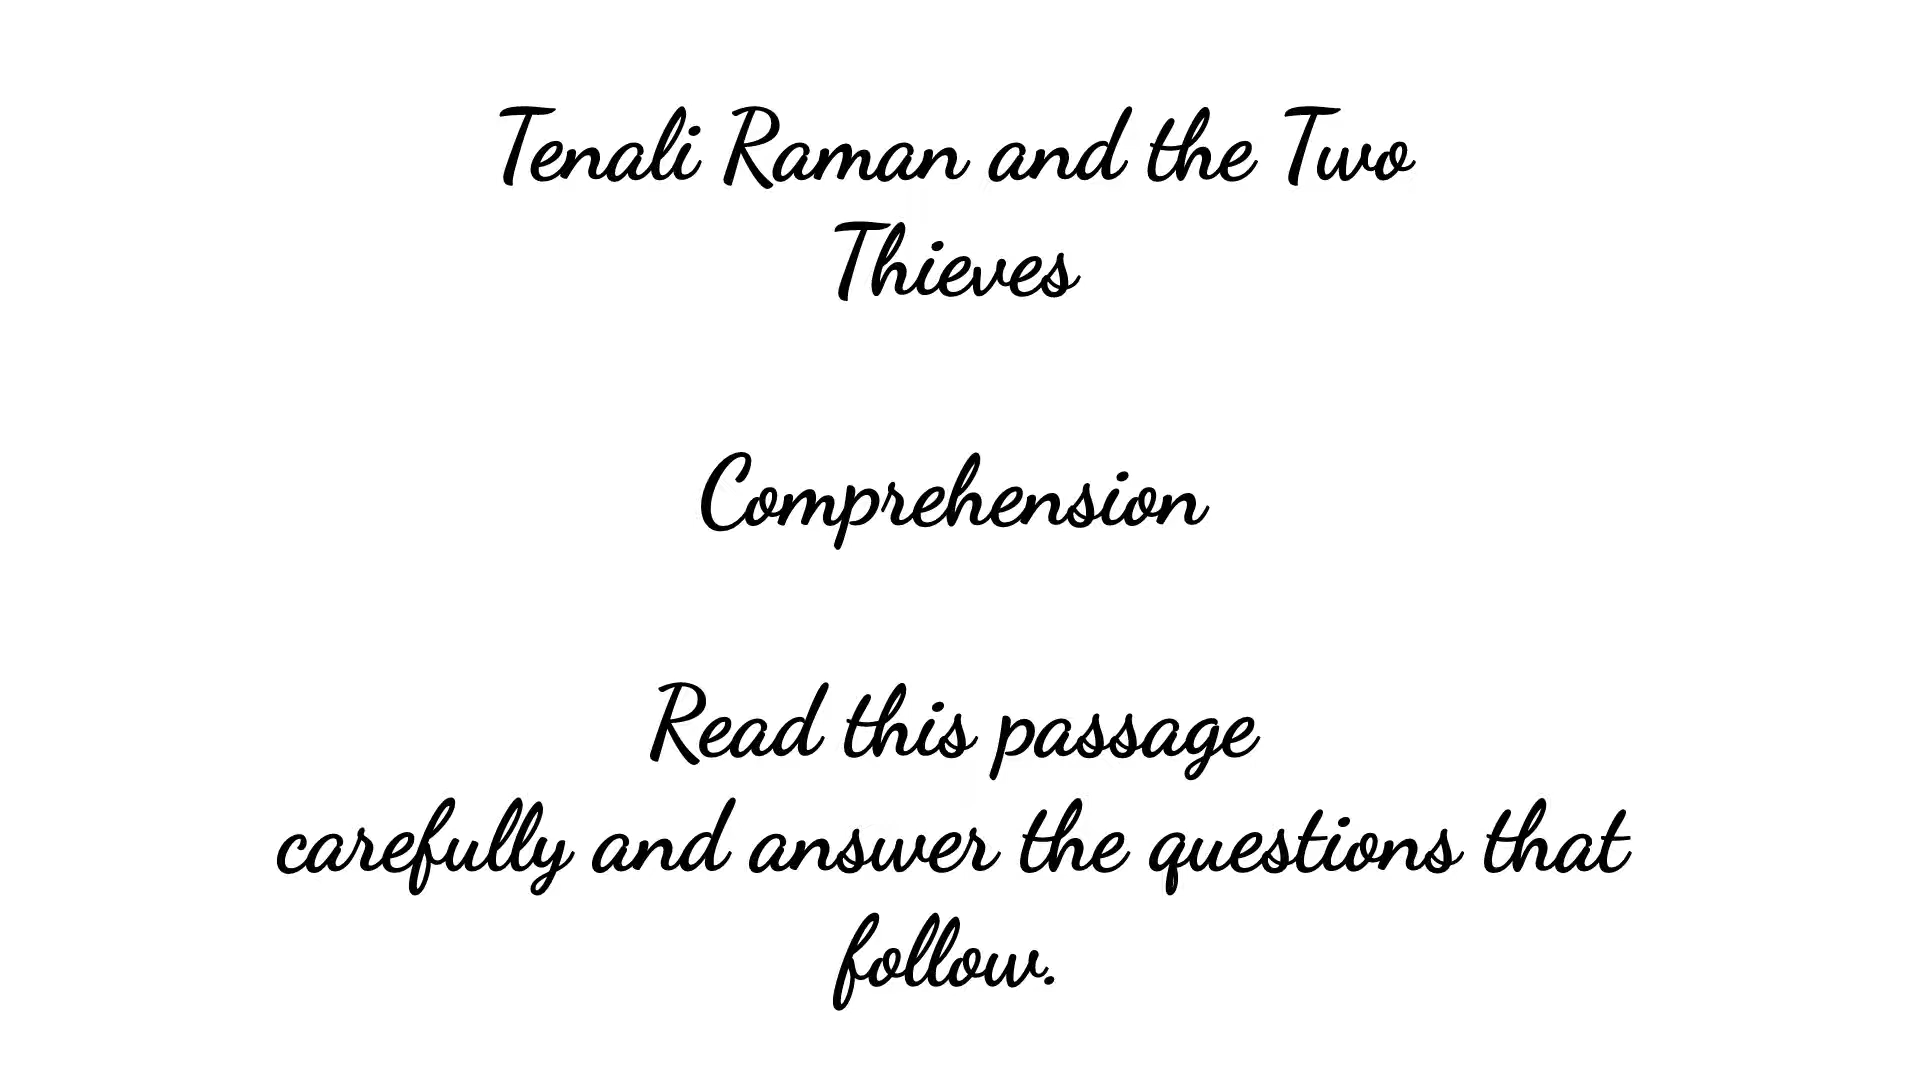 Tenali Raman and the Two
Thieves
Comprehension
Read this passage
carefully and answer the questions that
follow.